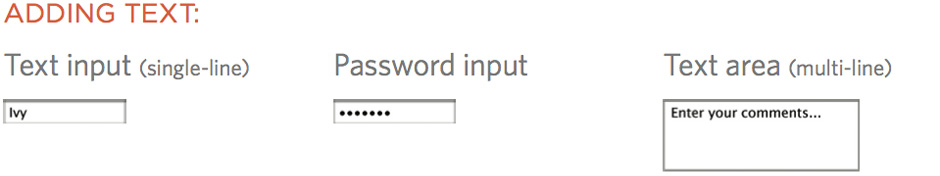 ADDING TEXT:
Text input (single-line)
Password input
Text area (multi-line)
Ivy
•••••••
Enter your comments...